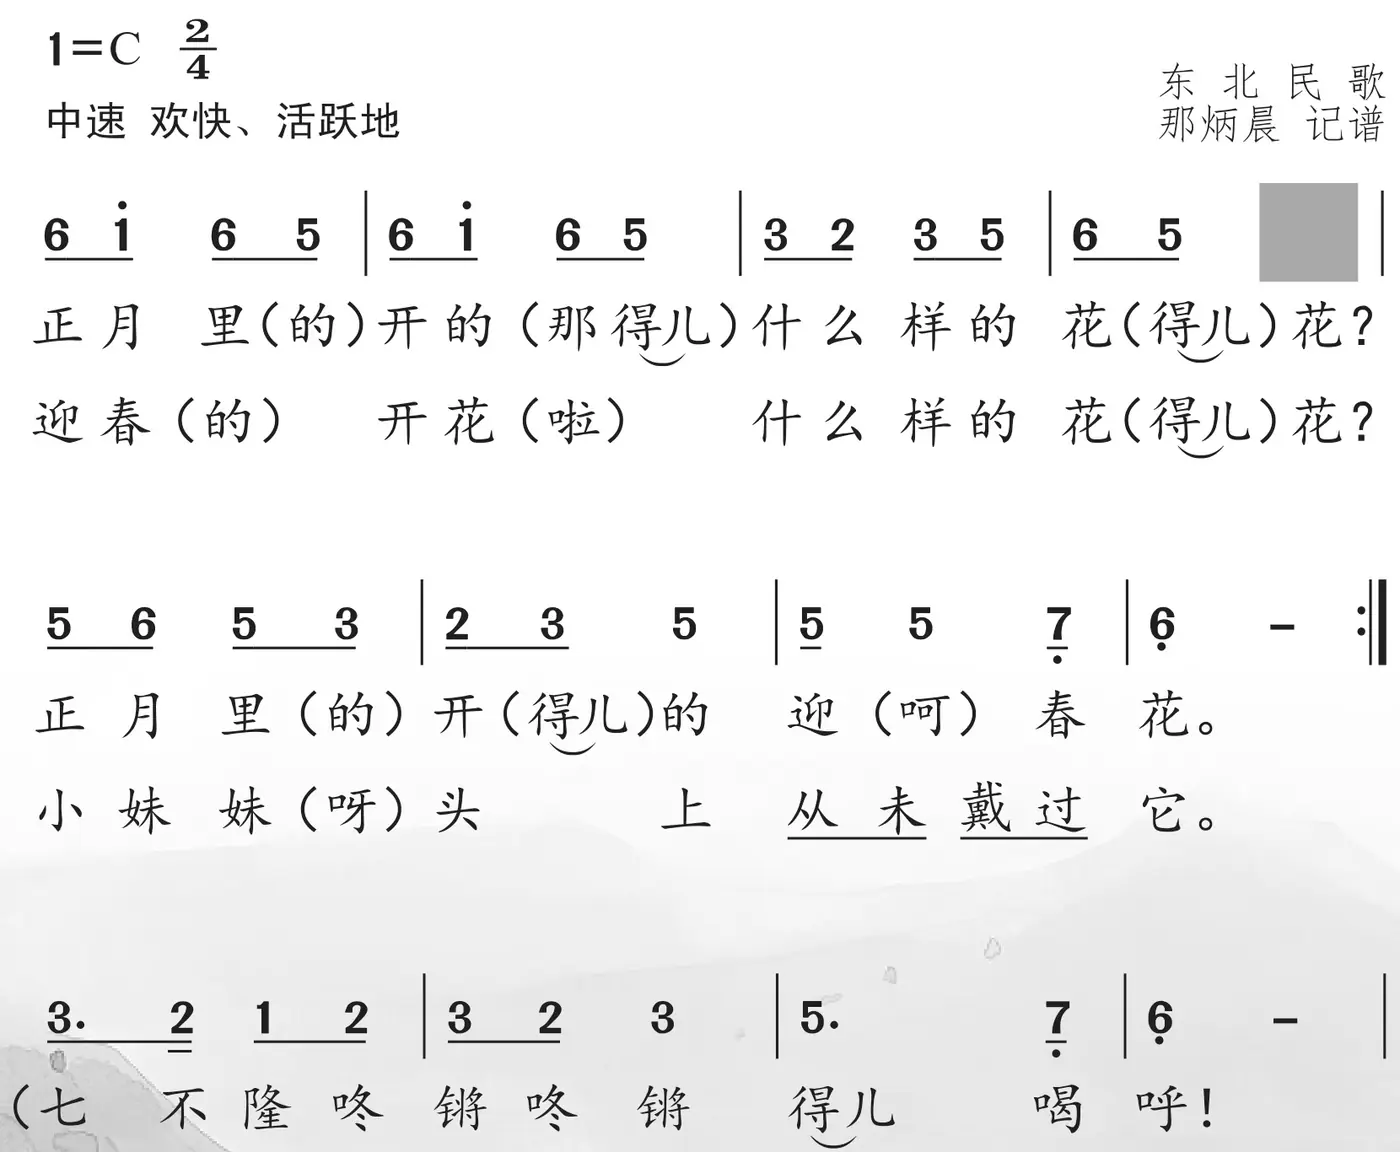 1=C 2/4
中速 欢快、活跃地
东北民歌
那炳晨 记谱
6 1̇ 6 5 | 6 1̇ 6 5 | 3 2 3 5 | 6 5 |
正月 里(的)开的(那得儿)什么 样的 花(得儿)花?
迎春(的) 开花(啦) 什么 样的 花(得儿)花?
5 6 5 3 | 2 3 5 | 5 5 7̣ | 6̣ – :‖
正月 里(的)开(得儿)的 迎(呵)春 花。
小妹 妹(呀)头 上 从未 戴过 它。
3. 2 1 2 | 3 2 3 | 5. 7̣ | 6̣ – |
(七 不隆咚 锵咚 锵 得儿 喝 呼!